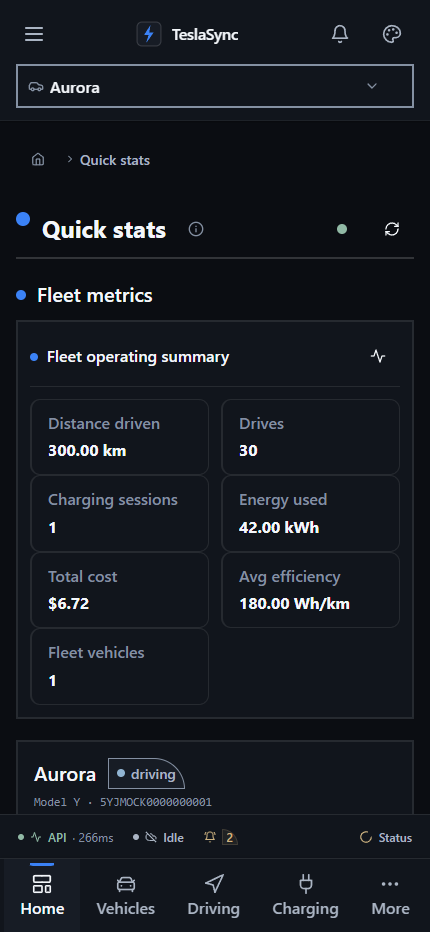 TeslaSync
Aurora
Quick stats
Quick stats
Fleet metrics
Fleet operating summary
Distance driven
300.00 km
Drives
30
Charging sessions
1
Energy used
42.00 kWh
Total cost
$6.72
Avg efficiency
180.00 Wh/km
Fleet vehicles
1
Aurora
driving
Model Y · 5YJMOCK0000000001
API · 266ms
Idle
2
Status
Home
Vehicles
Driving
Charging
More